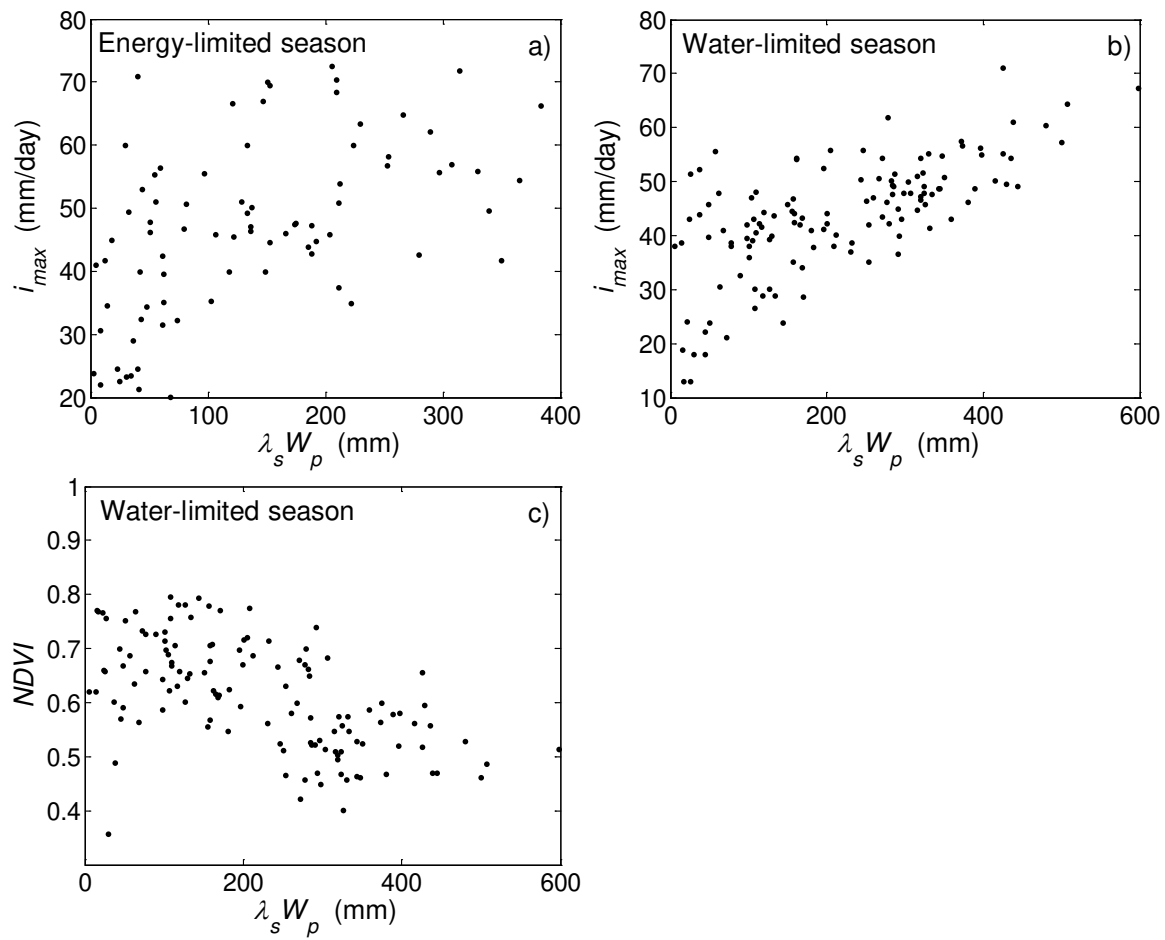 80
70
60
50
40
30
20
i_max (mm/day)
Energy-limited season
a)
0
100
200
300
400
λ_s W_p (mm)
80
70
60
50
40
30
20
10
i_max (mm/day)
Water-limited season
b)
0
200
400
600
λ_s W_p (mm)
1
0.9
0.8
0.7
0.6
0.5
0.4
NDVI
Water-limited season
c)
0
200
400
600
λ_s W_p (mm)